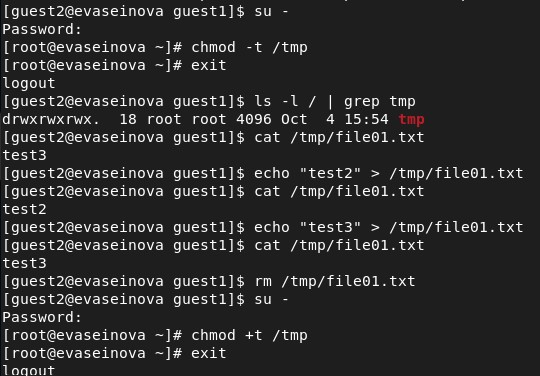 [guest2@evaseinova guest1]$ su -
Password:
[root@evaseinova ~]# chmod -t /tmp
[root@evaseinova ~]# exit
logout
[guest2@evaseinova guest1]$ ls -l / | grep tmp
drwxrwxrwx.  18 root root 4096 Oct  4 15:54 tmp
[guest2@evaseinova guest1]$ cat /tmp/file01.txt
test3
[guest2@evaseinova guest1]$ echo "test2" > /tmp/file01.txt
[guest2@evaseinova guest1]$ cat /tmp/file01.txt
test2
[guest2@evaseinova guest1]$ echo "test3" > /tmp/file01.txt
[guest2@evaseinova guest1]$ cat /tmp/file01.txt
test3
[guest2@evaseinova guest1]$ rm /tmp/file01.txt
[guest2@evaseinova guest1]$ su -
Password:
[root@evaseinova ~]# chmod +t /tmp
[root@evaseinova ~]# exit
logout